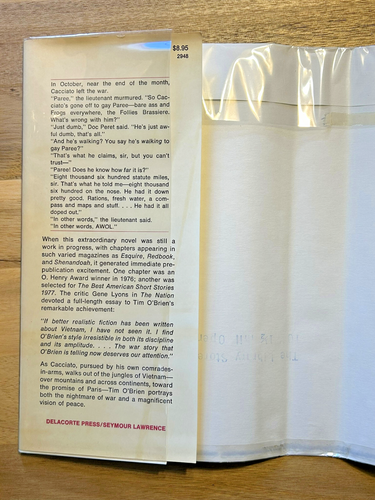 $8.95
2948
In October, near the end of the month,
Cacciato left the war.
"Paree," the lieutenant murmured. "So Cac-
ciato's gone off to gay Paree—bare ass and
Frogs everywhere, the Follies Brassiere.
What's wrong with him?"
"Just dumb," Doc Peret said. "He's just aw-
ful dumb, that's all."
"And he's walking? You say he's walking to
gay Paree?"
"That's what he claims, sir, but you can't
trust—"
"Paree! Does he know how far it is?"
"Eight thousand six hundred statute miles,
sir. That's what he told me—eight thousand
six hundred on the nose. He had it down
pretty good. Rations, fresh water, a com-
pass and maps and stuff. . . . He had it all
doped out."
"In other words," the lieutenant said.
"In other words, AWOL."
When this extraordinary novel was still a
work in progress, with chapters appearing in
such varied magazines as Esquire, Redbook,
and Shenandoah, it generated immediate pre-
publication excitement. One chapter was an
O. Henry Award winner in 1976; another was
selected for The Best American Short Stories
1977. The critic Gene Lyons in The Nation
devoted a full-length essay to Tim O'Brien's
remarkable achievement:
"If better realistic fiction has been written
about Vietnam, I have not seen it. I find
O'Brien's style irresistible in both its discipline
and its amplitude. . . . The war story that
O'Brien is telling now deserves our attention."
As Cacciato, pursued by his own comrades-
in-arms, walks out of the jungles of Vietnam—
over mountains and across continents, toward
the promise of Paris—Tim O'Brien portrays
both the nightmare of war and a magnificent
vision of peace.
DELACORTE PRESS/SEYMOUR LAWRENCE